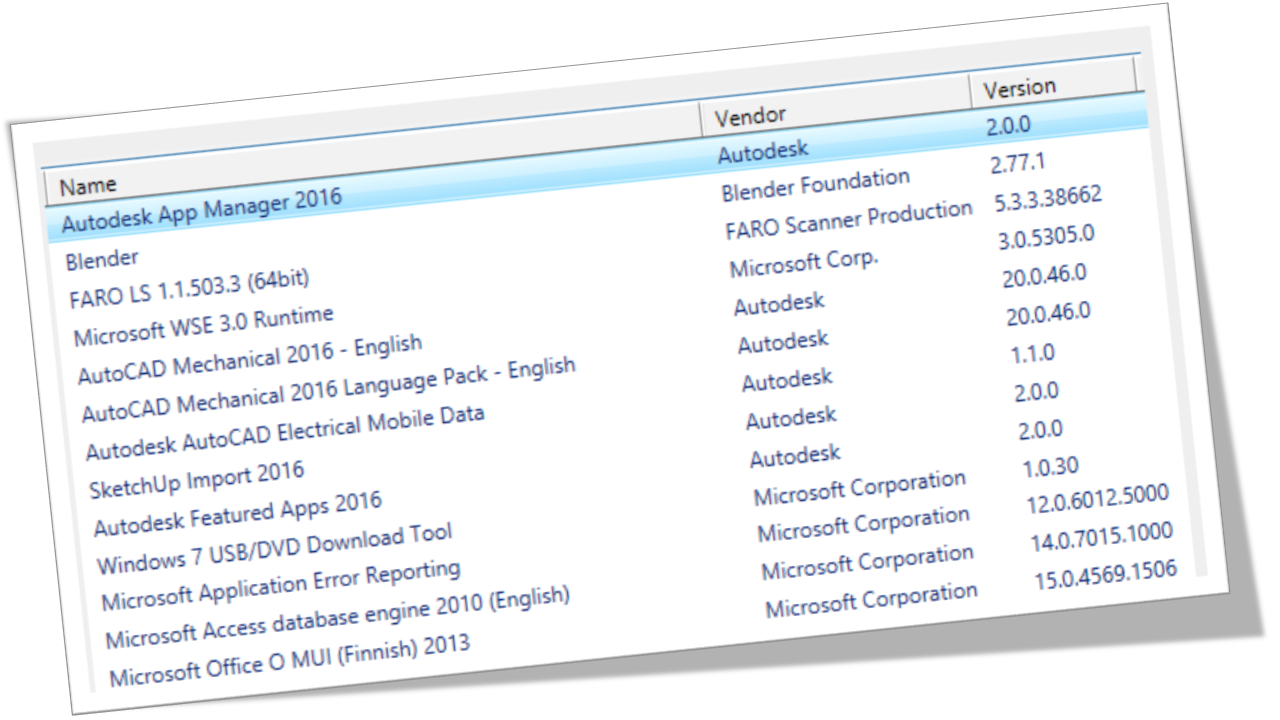 Name Vendor Version
Autodesk App Manager 2016 Autodesk 2.0.0
Blender Blender Foundation 2.77.1
FARO LS 1.1.503.3 (64bit) FARO Scanner Production 5.3.3.38662
Microsoft WSE 3.0 Runtime Microsoft Corp. 3.0.5305.0
AutoCAD Mechanical 2016 - English Autodesk 20.0.46.0
AutoCAD Mechanical 2016 Language Pack - English Autodesk 20.0.46.0
Autodesk AutoCAD Electrical Mobile Data Autodesk 1.1.0
SketchUp Import 2016 Autodesk 2.0.0
Autodesk Featured Apps 2016 Autodesk 2.0.0
Windows 7 USB/DVD Download Tool Microsoft Corporation 1.0.30
Microsoft Application Error Reporting Microsoft Corporation 12.0.6012.5000
Microsoft Access database engine 2010 (English) Microsoft Corporation 14.0.7015.1000
Microsoft Office O MUI (Finnish) 2013 Microsoft Corporation 15.0.4569.1506